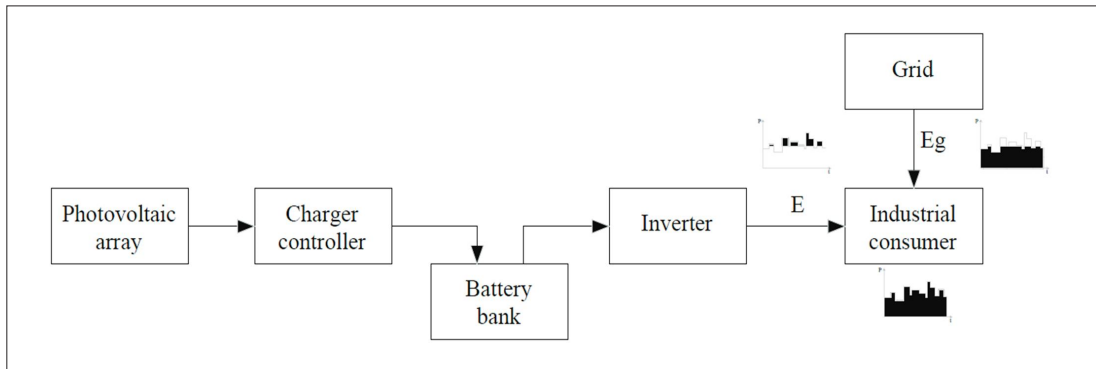 Grid
P
t
Eg
P
t
Photovoltaic
array
Charger
controller
Battery
bank
Inverter
E
Industrial
consumer
P
t